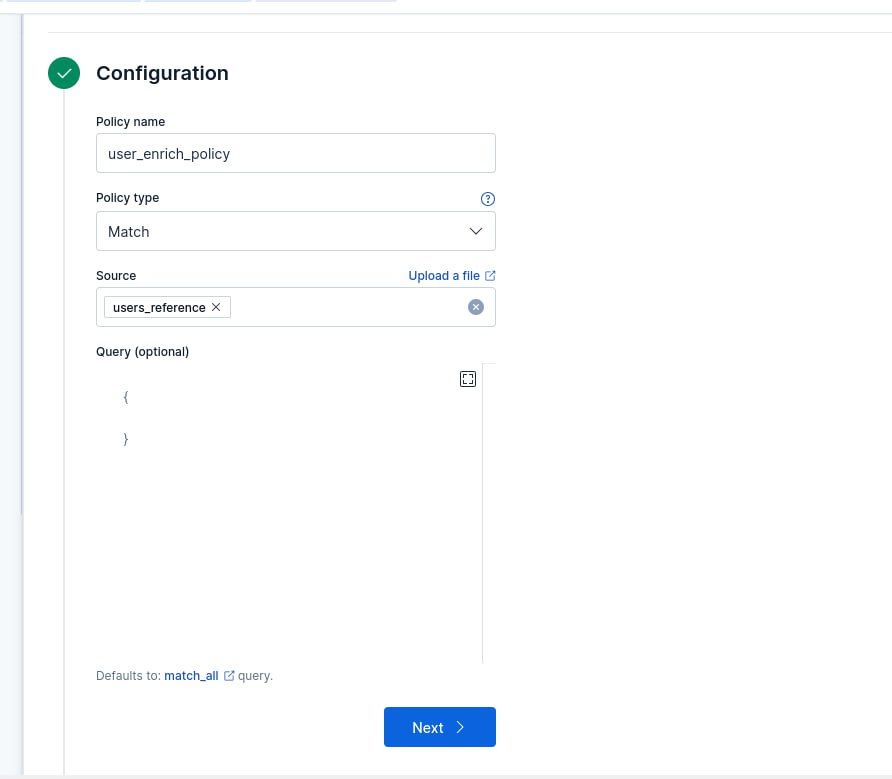 Configuration
Policy name
user_enrich_policy
Policy type
Match
Source Upload a file
users_reference
Query (optional)
{
}
Defaults to: match_all query.
Next